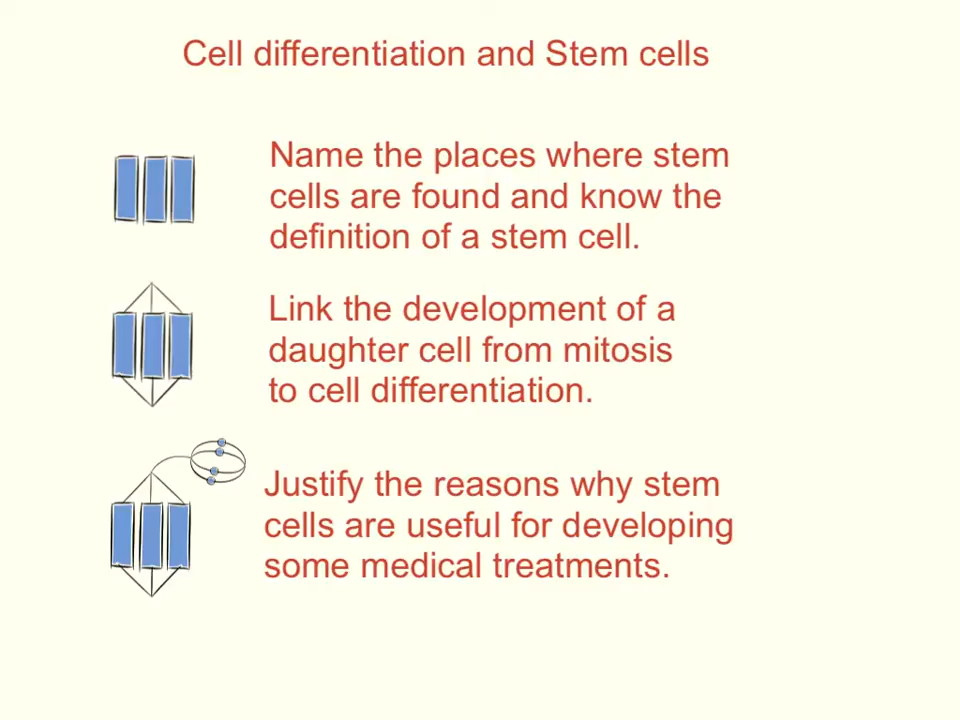 Cell differentiation and Stem cells
Name the places where stem
cells are found and know the
definition of a stem cell.
Link the development of a
daughter cell from mitosis
to cell differentiation.
Justify the reasons why stem
cells are useful for developing
some medical treatments.